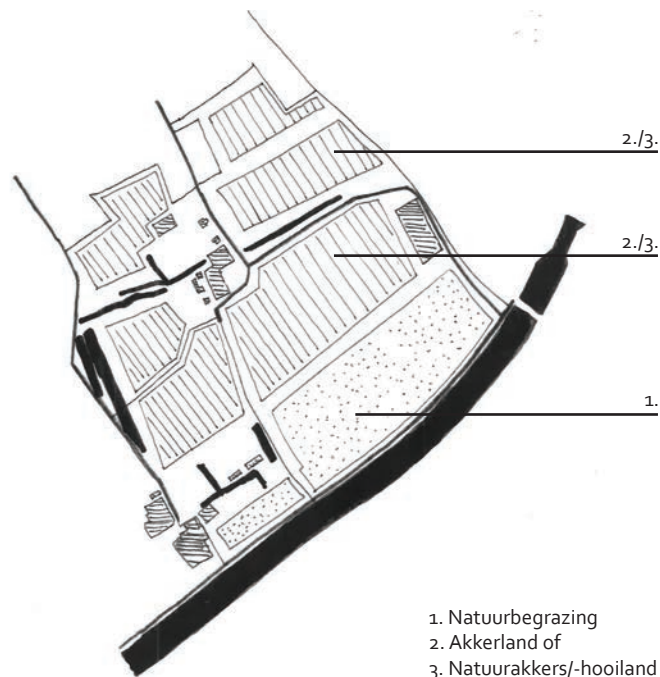 2./3.
2./3.
1.
1. Natuurbegrazing
2. Akkerland of
3. Natuurakkers/-hooiland